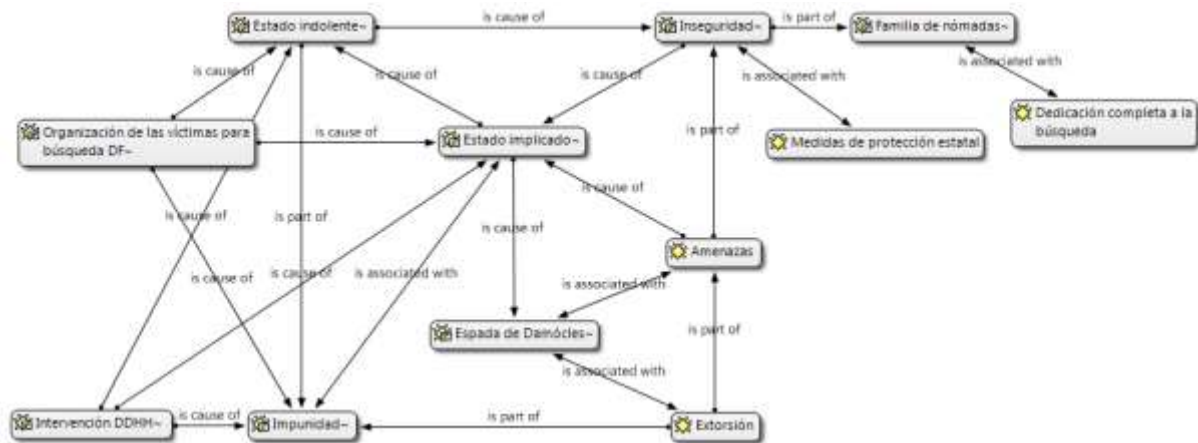 Estado indolente~
is cause of
Inseguridad~
is part of
Familia de nómadas~
is cause of
is cause of
is cause of
is associated with
is associated with
Organización de las víctimas para
búsqueda DF~
is cause of
Estado implicado~
Medidas de protección estatal
Dedicación completa a la
búsqueda
is part of
is cause of
is cause of
is part of
is cause of
Amenazas
is cause of
is cause of
is associated with
is associated with
Espada de Damócles~
is part of
is associated with
Intervención DDHH~
is cause of
Impunidad~
is part of
Extorsión